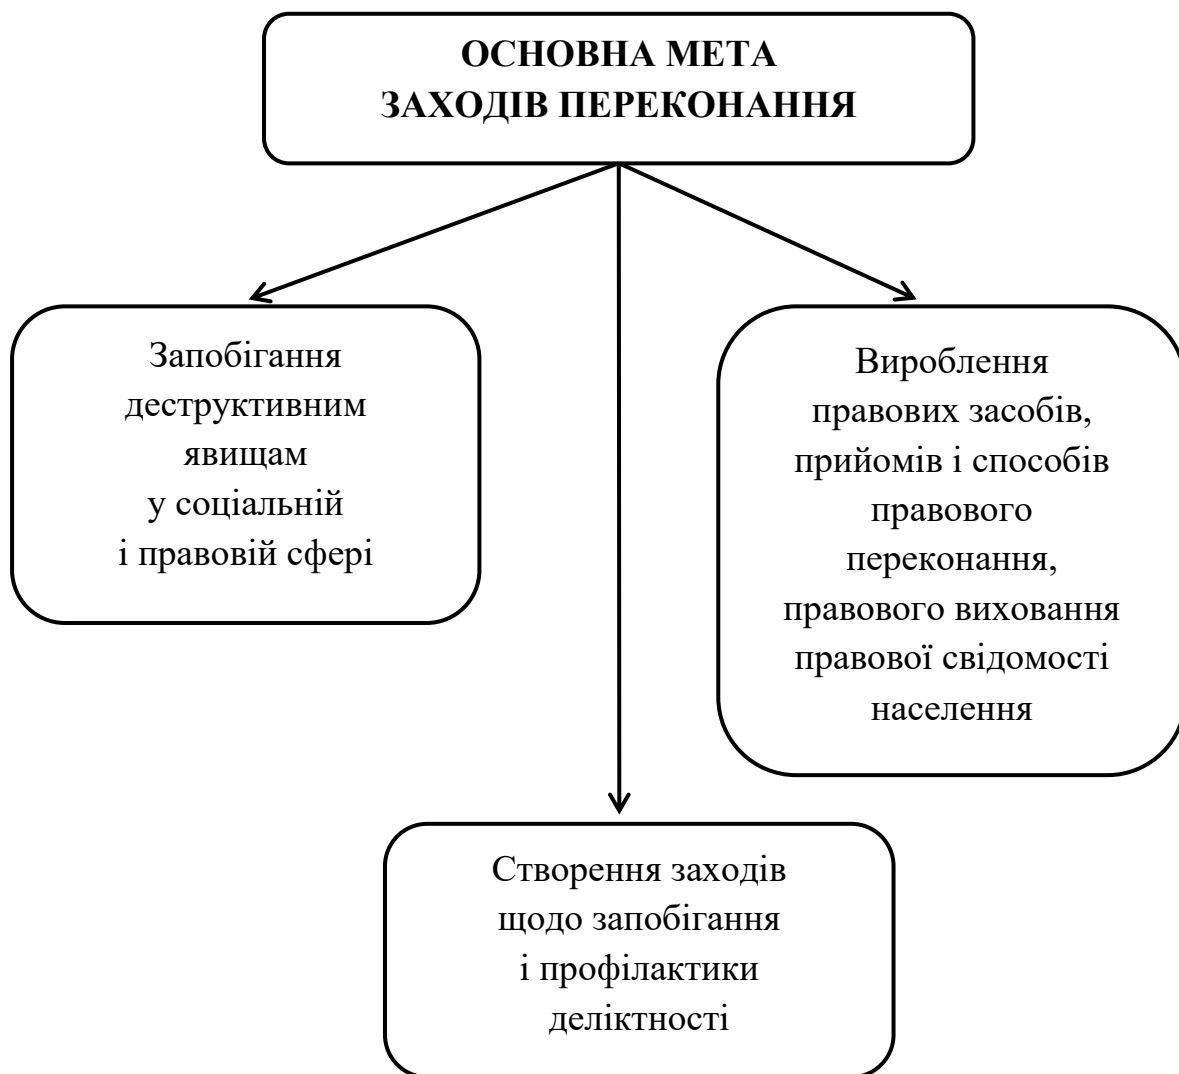 ОСНОВНА МЕТА
ЗАХОДІВ ПЕРЕКОНАННЯ
Запобігання
деструктивним
явищам
у соціальній
і правовій сфері
Вироблення
правових засобів,
прийомів і способів
правового
переконання,
правового виховання
правової свідомості
населення
Створення заходів
щодо запобігання
і профілактики
деліктності